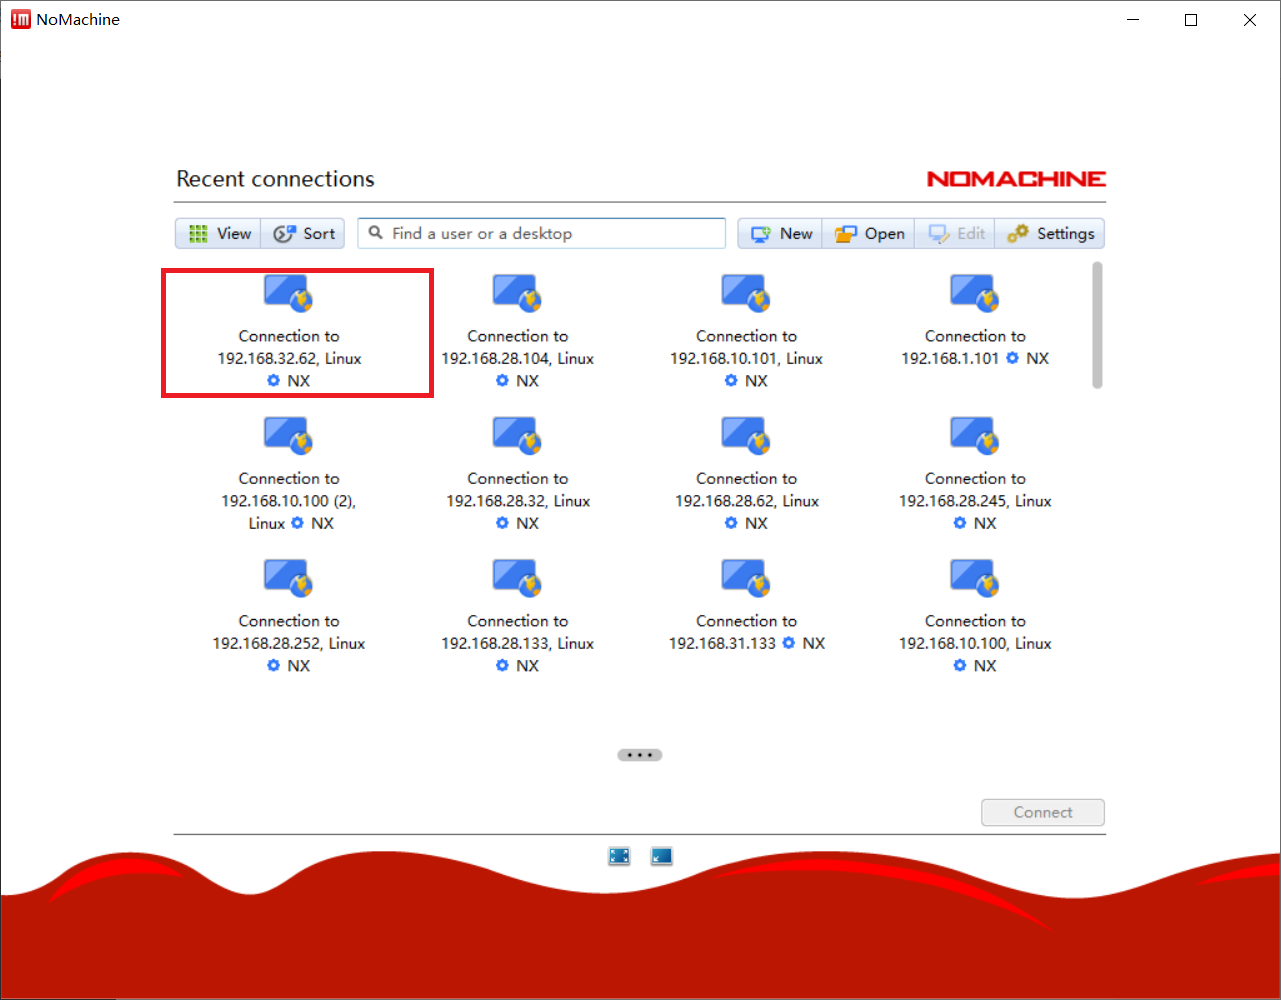 NoMachine
Recent connections
NOMACHINE
View
Sort
Find a user or a desktop
New
Open
Edit
Settings
Connection to
192.168.32.62, Linux
NX
Connection to
192.168.28.104, Linux
NX
Connection to
192.168.10.101, Linux
NX
Connection to
192.168.1.101 NX
Connection to
192.168.10.100 (2),
Linux NX
Connection to
192.168.28.32, Linux
NX
Connection to
192.168.28.62, Linux
NX
Connection to
192.168.28.245, Linux
NX
Connection to
192.168.28.252, Linux
NX
Connection to
192.168.28.133, Linux
NX
Connection to
192.168.31.133 NX
Connection to
192.168.10.100, Linux
NX
Connect